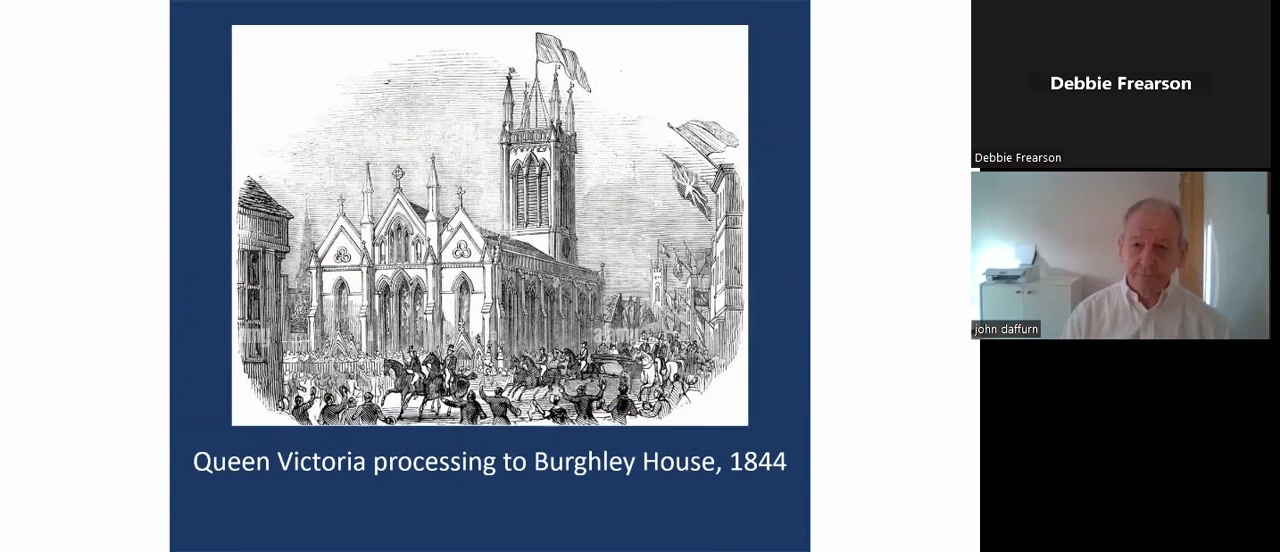 Queen Victoria processing to Burghley House, 1844
Debbie Frearson
Debbie Frearson
john daffurn